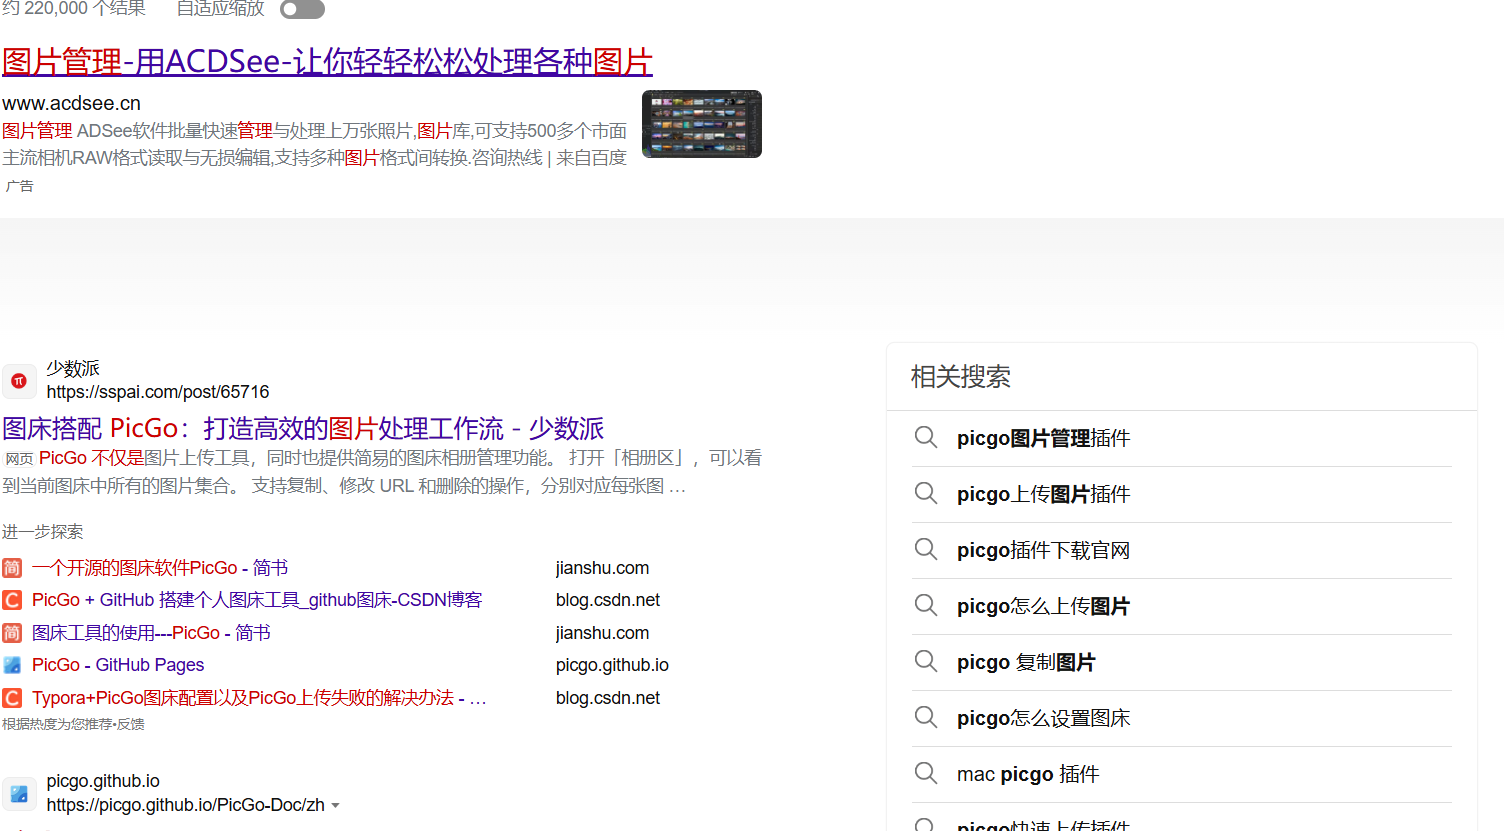 约 220,000 个结果 自适应缩放
图片管理-用ACDSee-让你轻轻松松处理各种图片
www.acdsee.cn
图片管理 ADSee软件批量快速管理与处理上万张照片,图片库,可支持500多个市面
主流相机RAW格式读取与无损编辑,支持多种图片格式间转换.咨询热线 | 来自百度
广告
少数派
https://sspai.com/post/65716
图床搭配 PicGo：打造高效的图片处理工作流 - 少数派
网页 PicGo 不仅是图片上传工具，同时也提供简易的图床相册管理功能。 打开「相册区」，可以看
到当前图床中所有的图片集合。 支持复制、修改 URL 和删除的操作，分别对应每张图 …
进一步探索
一个开源的图床软件PicGo - 简书 jianshu.com
PicGo + GitHub 搭建个人图床工具_github图床-CSDN博客 blog.csdn.net
图床工具的使用---PicGo - 简书 jianshu.com
PicGo - GitHub Pages picgo.github.io
Typora+PicGo图床配置以及PicGo上传失败的解决办法 - … blog.csdn.net
根据热度为您推荐•反馈
picgo.github.io
https://picgo.github.io/PicGo-Doc/zh
相关搜索
picgo图片管理插件
picgo上传图片插件
picgo插件下载官网
picgo怎么上传图片
picgo 复制图片
picgo怎么设置图床
mac picgo 插件
picgo快速上传插件